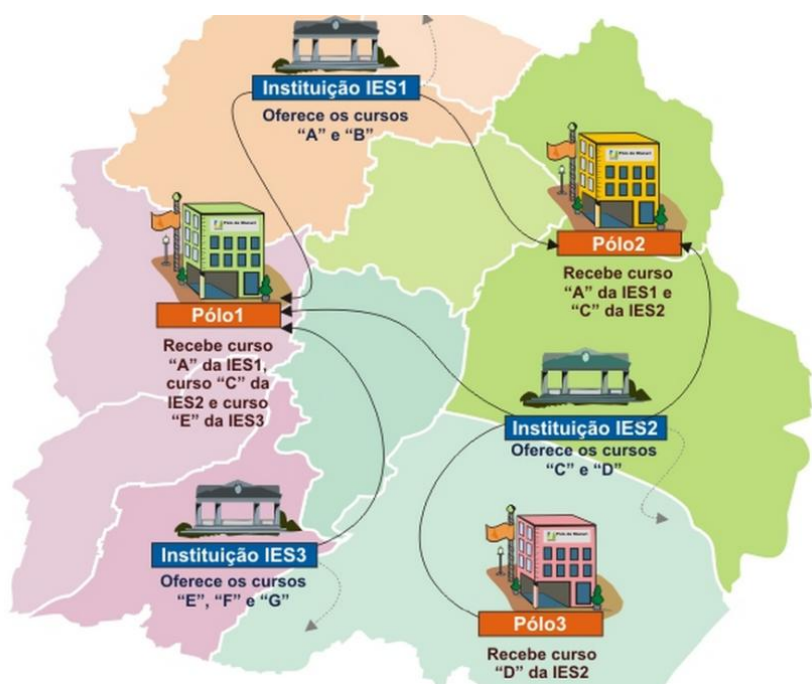 Instituição IES1
Oferece os cursos
“A” e “B”
Pólo2
Recebe curso
“A” da IES1 e
“C” da IES2
Pólo1
Recebe curso
“A” da IES1,
curso “C” da
IES2 e curso
“E” da IES3
Instituição IES2
Oferece os cursos
“C” e “D”
Instituição IES3
Oferece os cursos
“E”, “F” e “G”
Pólo3
Recebe curso
“D” da IES2